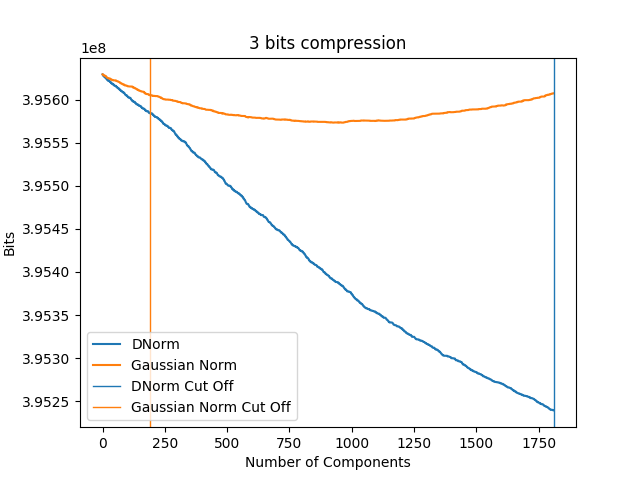 3 bits compression
1e8
3.9560
3.9555
3.9550
3.9545
3.9540
3.9535
3.9530
3.9525
Bits
DNorm
Gaussian Norm
DNorm Cut Off
Gaussian Norm Cut Off
0 250 500 750 1000 1250 1500 1750
Number of Components